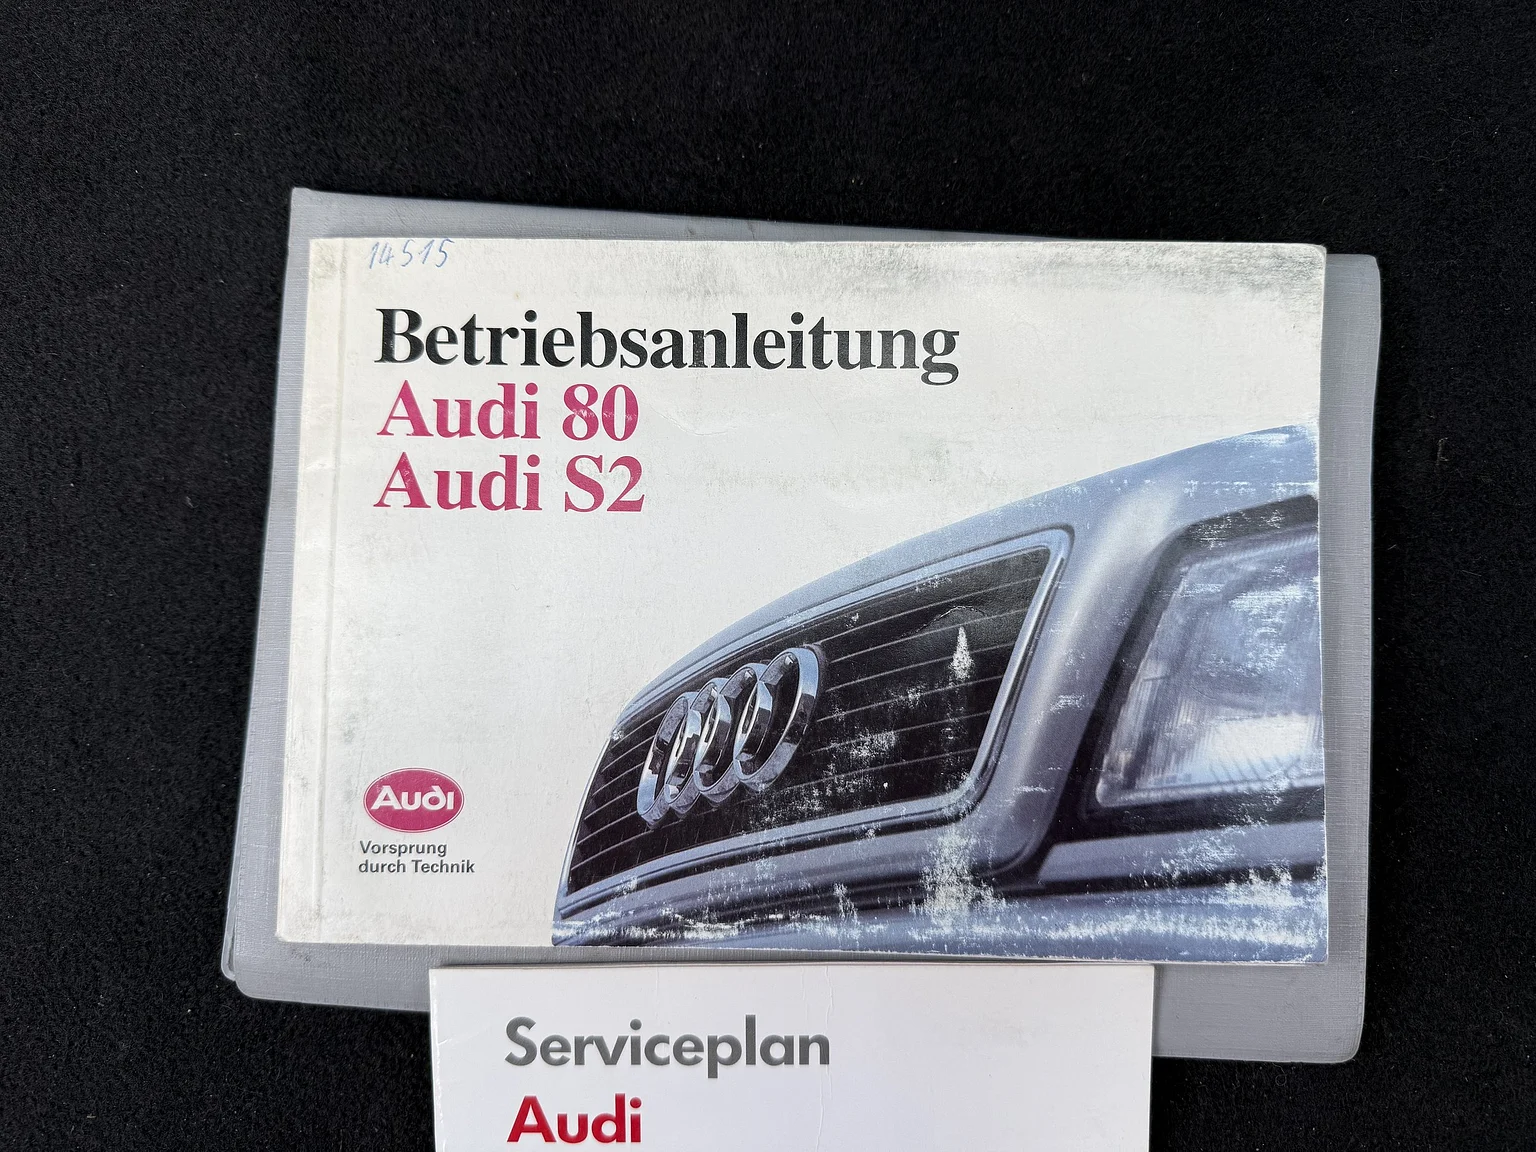 14515
Betriebsanleitung
Audi 80
Audi S2
Audi
Vorsprung
durch Technik
Serviceplan
Audi